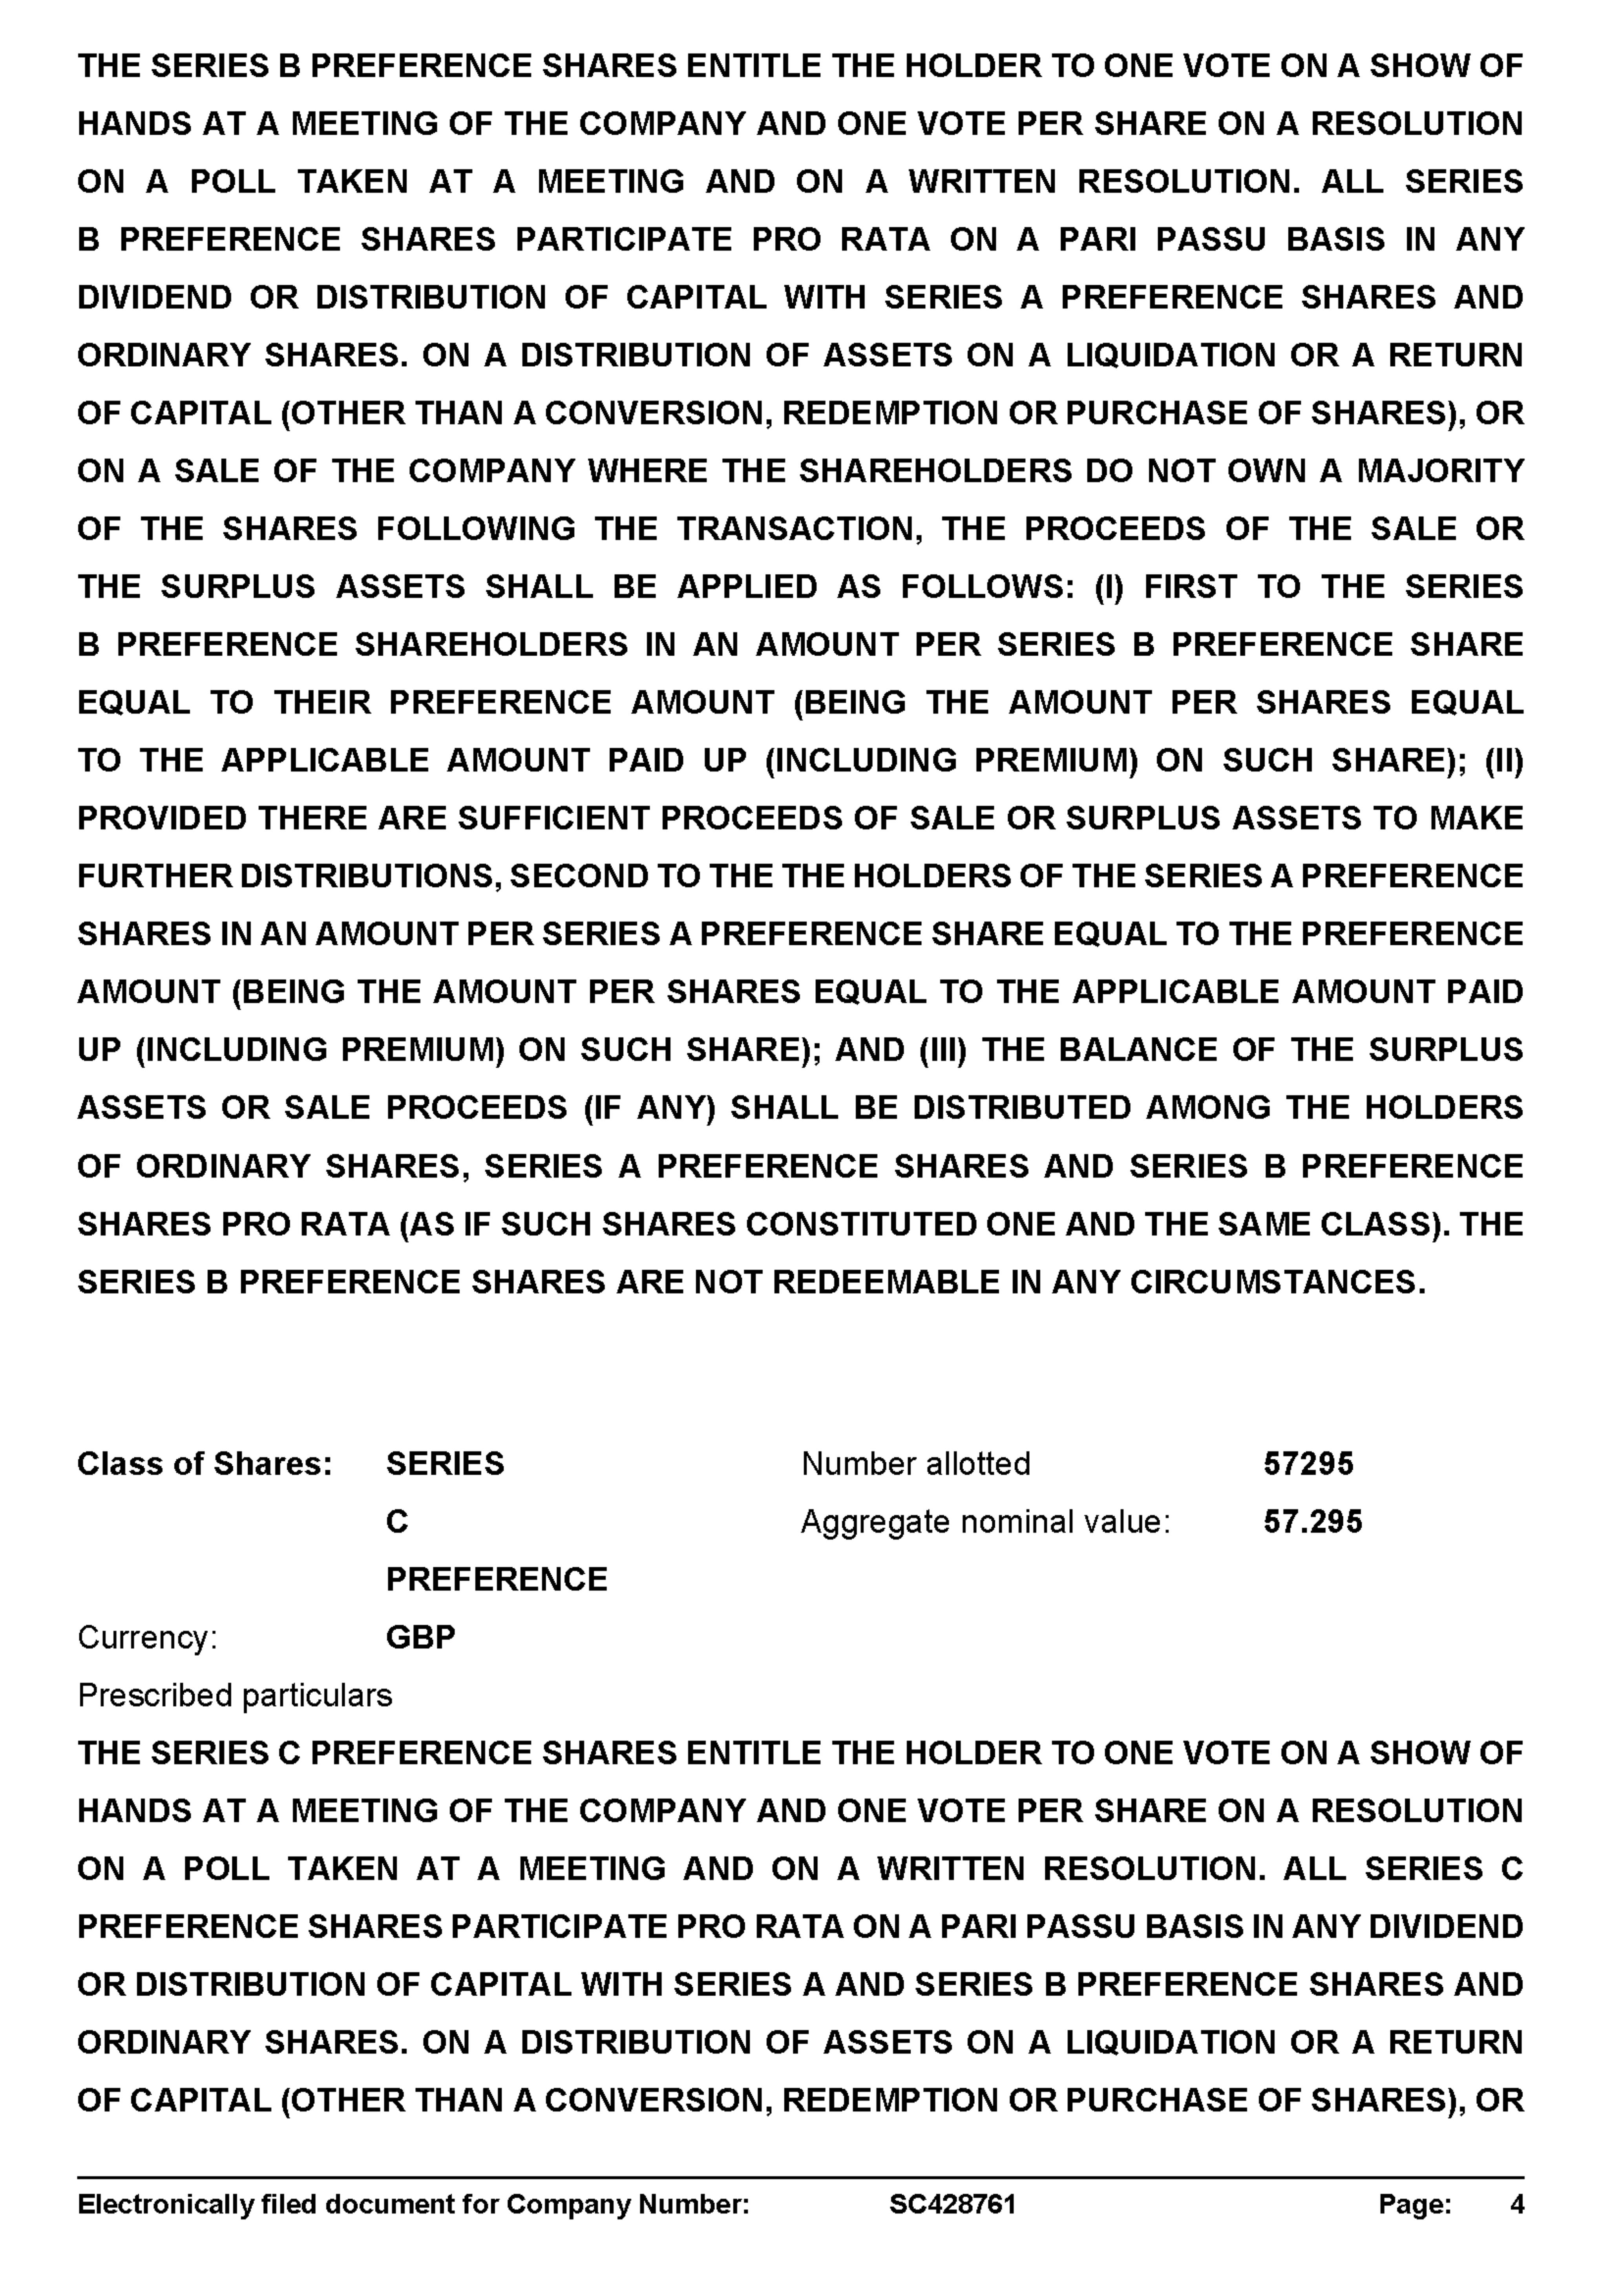 THE SERIES B PREFERENCE SHARES ENTITLE THE HOLDER TO ONE VOTE ON A SHOW OF
HANDS AT A MEETING OF THE COMPANY AND ONE VOTE PER SHARE ON A RESOLUTION
ON A POLL TAKEN AT A MEETING AND ON A WRITTEN RESOLUTION. ALL SERIES
B PREFERENCE SHARES PARTICIPATE PRO RATA ON A PARI PASSU BASIS IN ANY
DIVIDEND OR DISTRIBUTION OF CAPITAL WITH SERIES A PREFERENCE SHARES AND
ORDINARY SHARES. ON A DISTRIBUTION OF ASSETS ON A LIQUIDATION OR A RETURN
OF CAPITAL (OTHER THAN A CONVERSION, REDEMPTION OR PURCHASE OF SHARES), OR
ON A SALE OF THE COMPANY WHERE THE SHAREHOLDERS DO NOT OWN A MAJORITY
OF THE SHARES FOLLOWING THE TRANSACTION, THE PROCEEDS OF THE SALE OR
THE SURPLUS ASSETS SHALL BE APPLIED AS FOLLOWS: (I) FIRST TO THE SERIES
B PREFERENCE SHAREHOLDERS IN AN AMOUNT PER SERIES B PREFERENCE SHARE
EQUAL TO THEIR PREFERENCE AMOUNT (BEING THE AMOUNT PER SHARES EQUAL
TO THE APPLICABLE AMOUNT PAID UP (INCLUDING PREMIUM) ON SUCH SHARE); (II)
PROVIDED THERE ARE SUFFICIENT PROCEEDS OF SALE OR SURPLUS ASSETS TO MAKE
FURTHER DISTRIBUTIONS, SECOND TO THE THE HOLDERS OF THE SERIES A PREFERENCE
SHARES IN AN AMOUNT PER SERIES A PREFERENCE SHARE EQUAL TO THE PREFERENCE
AMOUNT (BEING THE AMOUNT PER SHARES EQUAL TO THE APPLICABLE AMOUNT PAID
UP (INCLUDING PREMIUM) ON SUCH SHARE); AND (III) THE BALANCE OF THE SURPLUS
ASSETS OR SALE PROCEEDS (IF ANY) SHALL BE DISTRIBUTED AMONG THE HOLDERS
OF ORDINARY SHARES, SERIES A PREFERENCE SHARES AND SERIES B PREFERENCE
SHARES PRO RATA (AS IF SUCH SHARES CONSTITUTED ONE AND THE SAME CLASS). THE
SERIES B PREFERENCE SHARES ARE NOT REDEEMABLE IN ANY CIRCUMSTANCES.
Class of Shares: SERIES Number allotted 57295
C Aggregate nominal value: 57.295
PREFERENCE
Currency: GBP
Prescribed particulars
THE SERIES C PREFERENCE SHARES ENTITLE THE HOLDER TO ONE VOTE ON A SHOW OF
HANDS AT A MEETING OF THE COMPANY AND ONE VOTE PER SHARE ON A RESOLUTION
ON A POLL TAKEN AT A MEETING AND ON A WRITTEN RESOLUTION. ALL SERIES C
PREFERENCE SHARES PARTICIPATE PRO RATA ON A PARI PASSU BASIS IN ANY DIVIDEND
OR DISTRIBUTION OF CAPITAL WITH SERIES A AND SERIES B PREFERENCE SHARES AND
ORDINARY SHARES. ON A DISTRIBUTION OF ASSETS ON A LIQUIDATION OR A RETURN
OF CAPITAL (OTHER THAN A CONVERSION, REDEMPTION OR PURCHASE OF SHARES), OR
Electronically filed document for Company Number: SC428761 Page: 4